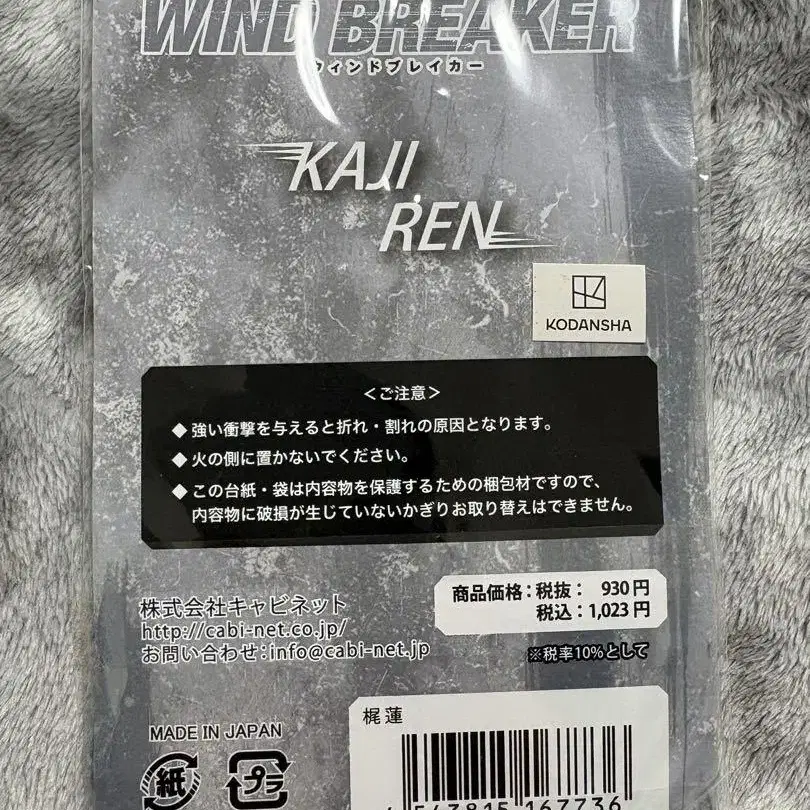 WIND BREAKER
ウィンドブレイカー
KAJI
REN
KODANSHA
<ご注意>
◆強い衝撃を与えると折れ・割れの原因となります。
◆火の側に置かないでください。
◆この台紙・袋は内容物を保護するための梱包材ですので、
内容物に破損が生じていないかぎりお取り替えはできません。
商品価格:税抜: 930円
税込:1,023円
※税率10%として
株式会社キャビネット
http://cabi-net.co.jp/
お問い合わせ:info@cabi-net.jp
MADE IN JAPAN
紙
プラ
梶蓮
4 543815 167736